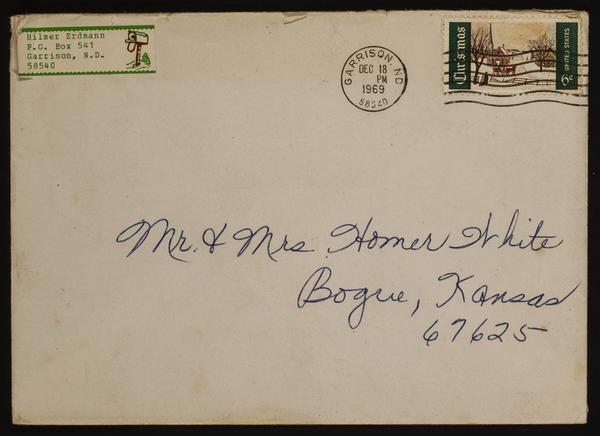 Hilmer Erdmann
P.O. Box 541
Garrison, N.D.
58540
GARRISON, ND
DEC 18
PM
1969
58540
Christmas
6c
UNITED STATES
Mr. & Mrs. Homer White
Bogue, Kansas
67625